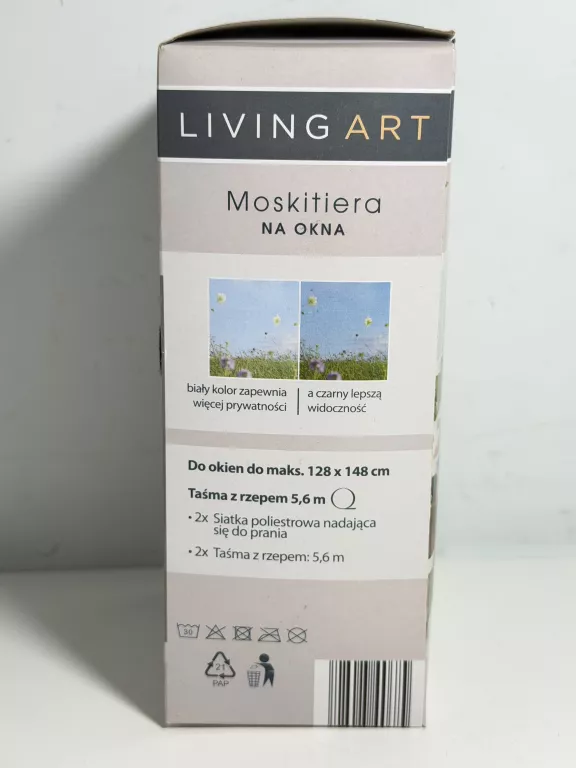 LIVING ART
Moskitiera
NA OKNA
biały kolor zapewnia
więcej prywatności
a czarny lepszą
widoczność
Do okien do maks. 128 x 148 cm
Taśma z rzepem 5,6 m
• 2x Siatka poliestrowa nadająca
się do prania
• 2x Taśma z rzepem: 5,6 m
30
21
PAP